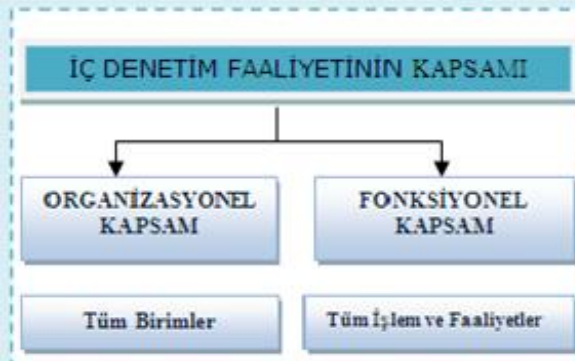 İÇ DENETİM FAALİYETİNİN KAPSAMI
ORGANİZASYONEL
KAPSAM
FONKSİYONEL
KAPSAM
Tüm Birimler
Tüm İşlem ve Faaliyetler